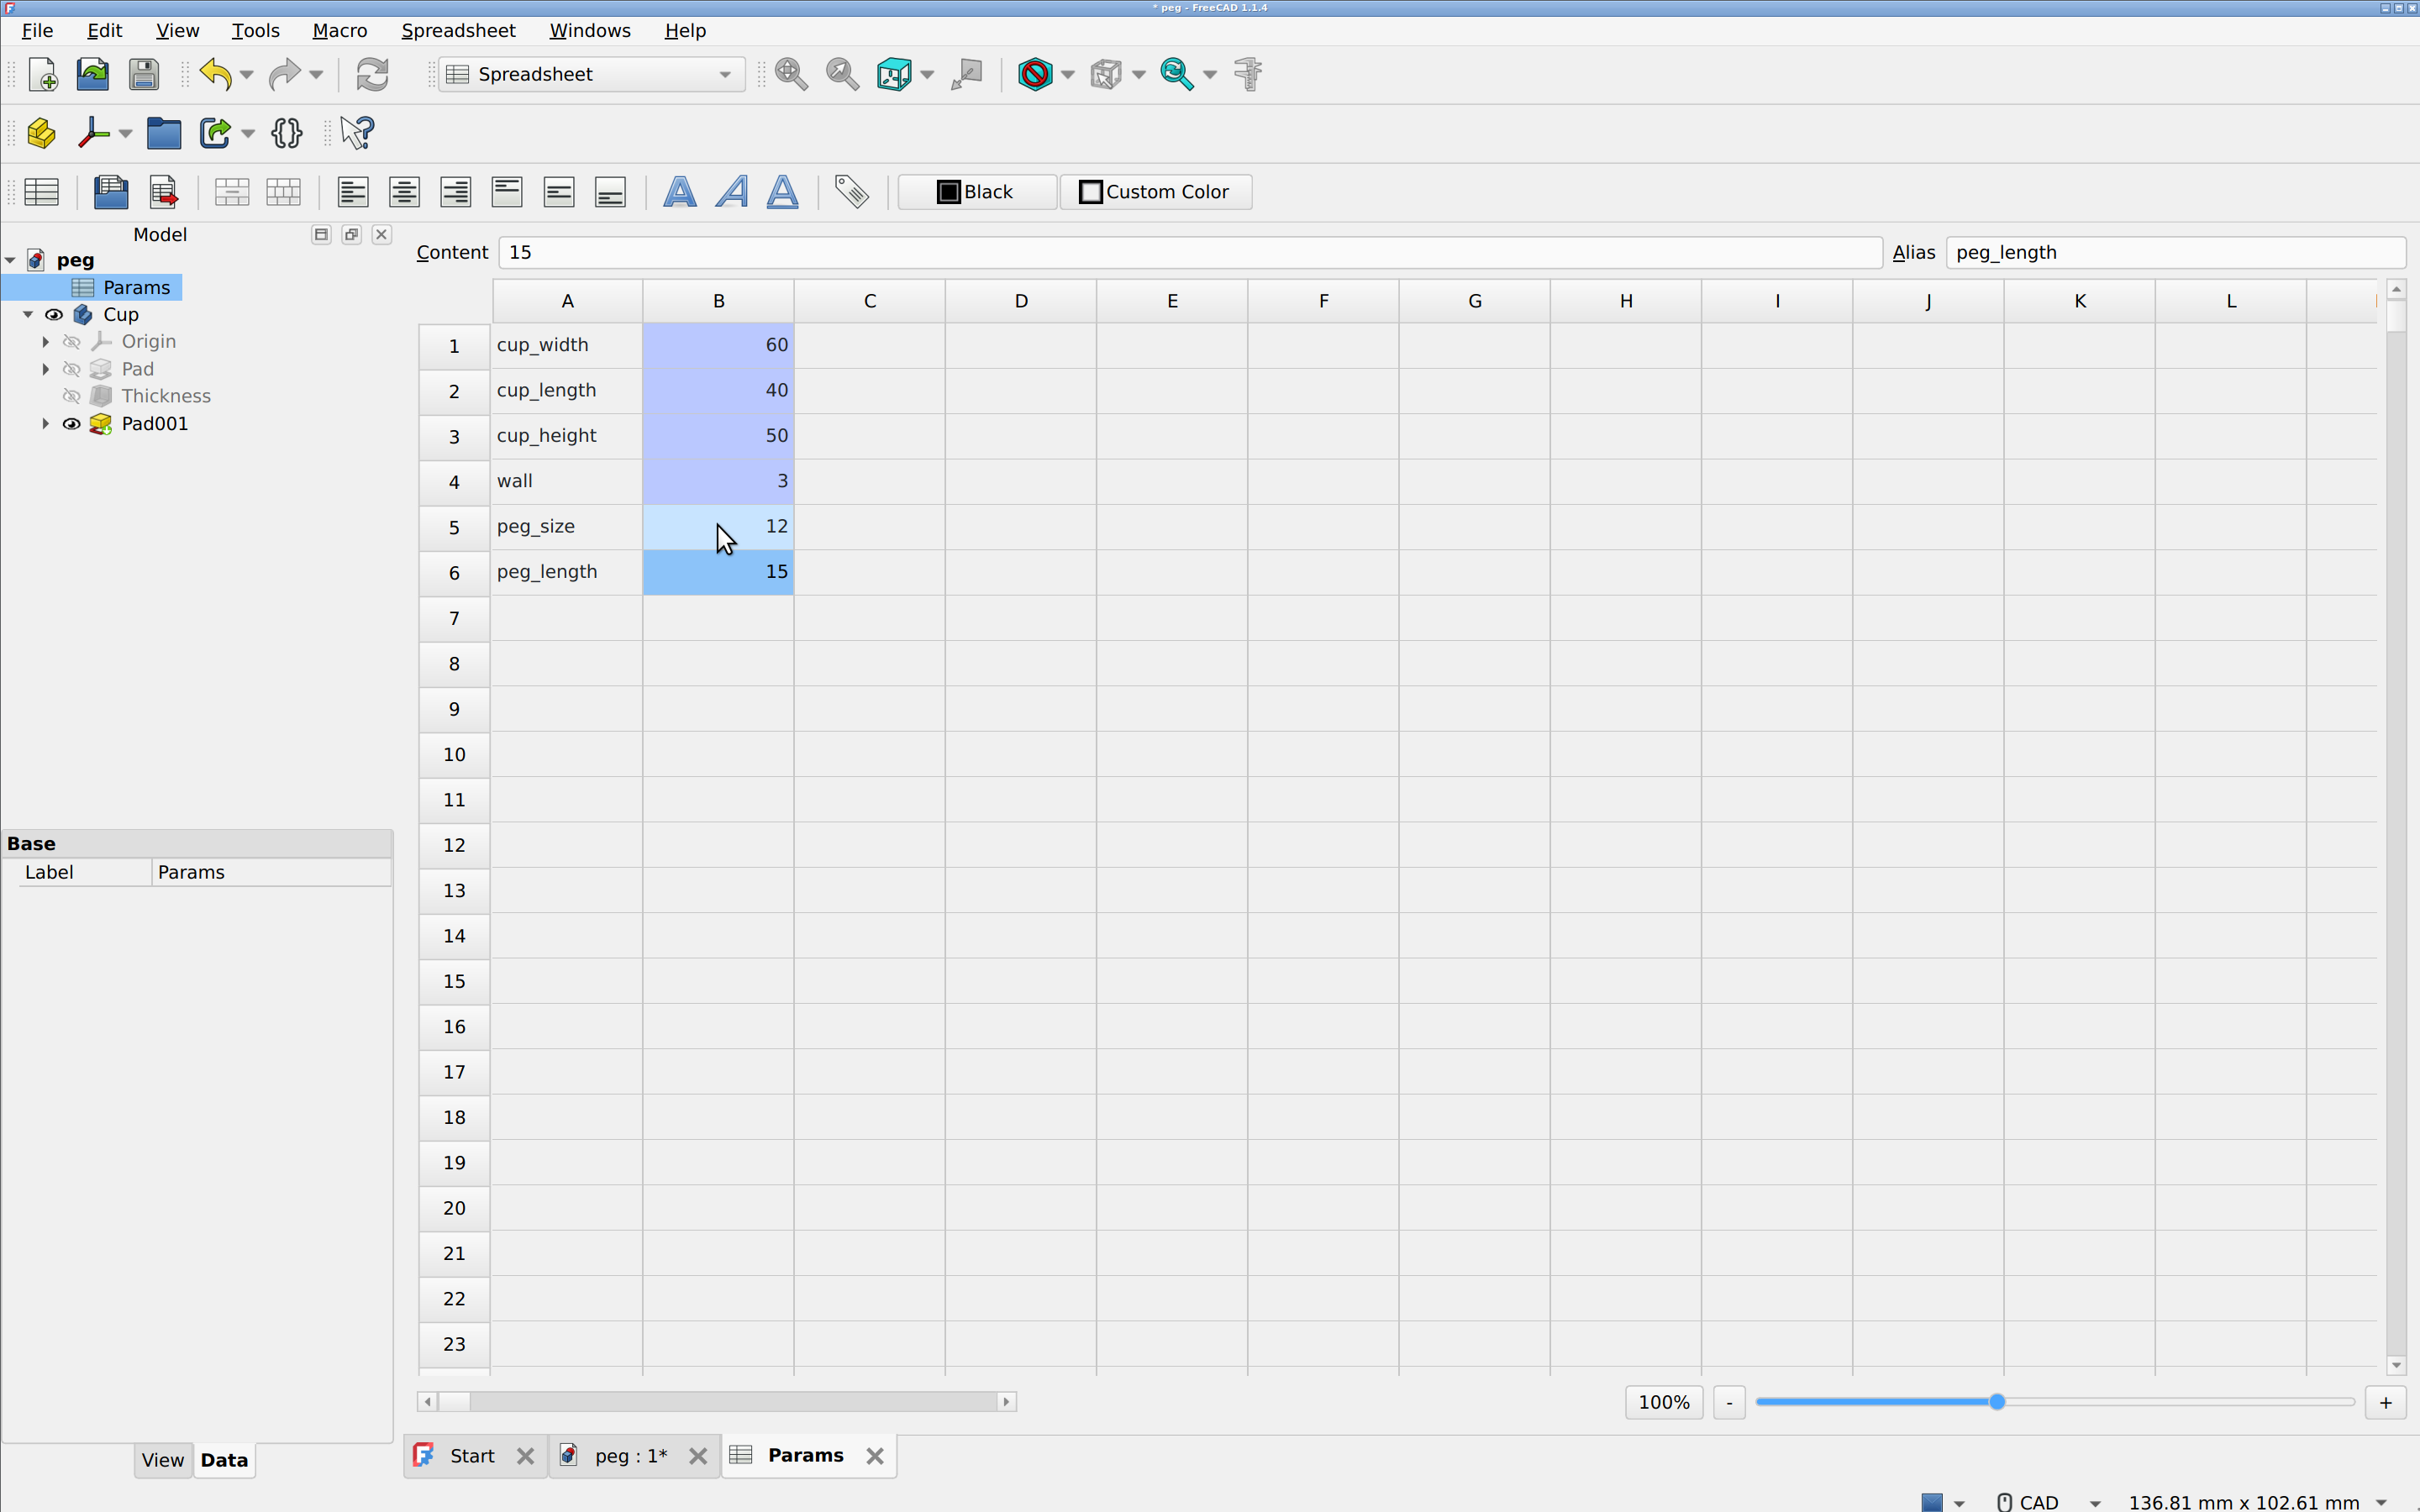 * peg - FreeCAD 1.1.4
File Edit View Tools Macro Spreadsheet Windows Help
Spreadsheet
Black Custom Color
Model
peg
Params
Cup
Origin
Pad
Thickness
Pad001
Content 15 Alias peg_length
A B C D E F G H I J K L
1 cup_width 60
2 cup_length 40
3 cup_height 50
4 wall 3
5 peg_size 12
6 peg_length 15
7
8
9
10
11
12
13
14
15
16
17
18
19
20
21
22
23
Base
Label Params
100% - +
View Data
Start peg : 1* Params
CAD 136.81 mm x 102.61 mm